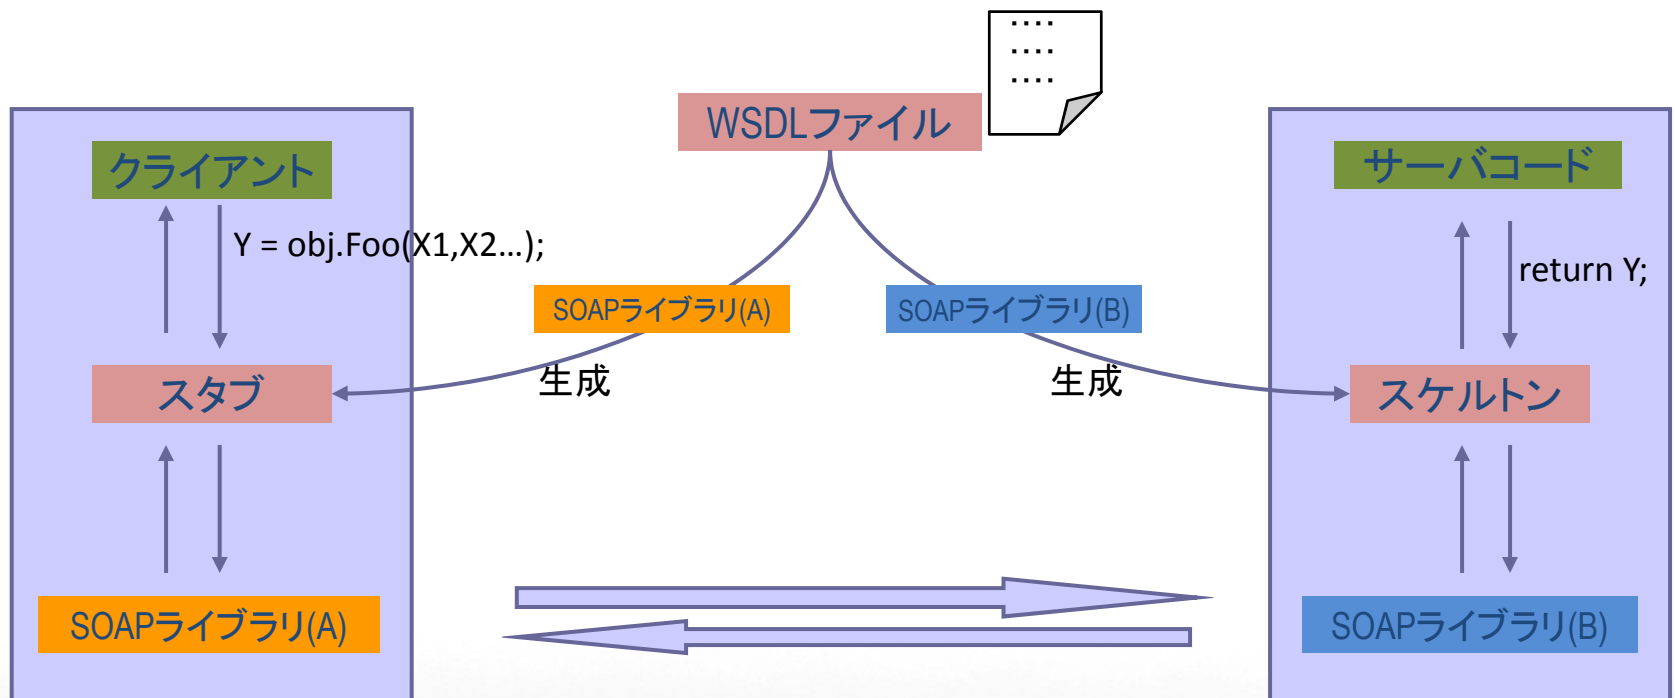 ‥‥
‥‥
‥‥
WSDLファイル
クライアント
サーバコード
Y = obj.Foo(X1,X2…);
return Y;
SOAPライブラリ(A)
SOAPライブラリ(B)
生成
生成
スタブ
スケルトン
SOAPライブラリ(A)
SOAPライブラリ(B)